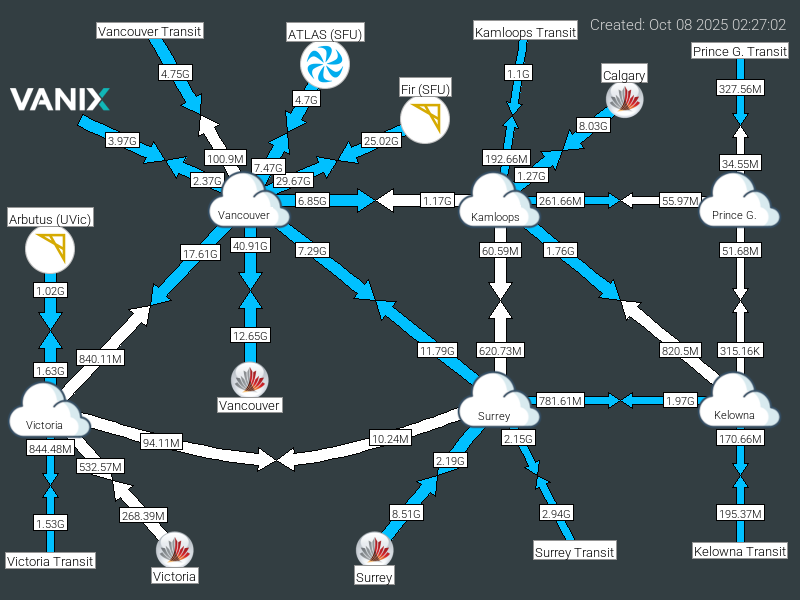 Created: Oct 08 2025 02:27:02
Vancouver Transit
ATLAS (SFU)
Kamloops Transit
Prince G. Transit
4.75G
1.1G
Calgary
327.56M
VANIX
4.7G
Fir (SFU)
8.03G
3.97G
25.02G
100.9M
7.47G
192.66M
34.55M
2.37G
29.67G
1.27G
6.85G
1.17G
261.66M
55.97M
Arbutus (UVic)
Vancouver
Kamloops
Prince G.
17.61G
40.91G
7.29G
60.59M
1.76G
51.68M
1.02G
12.65G
840.11M
11.79G
620.73M
820.5M
315.16K
1.63G
Vancouver
781.61M
1.97G
Victoria
Surrey
Kelowna
94.11M
10.24M
844.48M
2.15G
170.66M
532.57M
2.19G
268.39M
8.51G
2.94G
195.37M
1.53G
Victoria Transit
Victoria
Surrey
Surrey Transit
Kelowna Transit